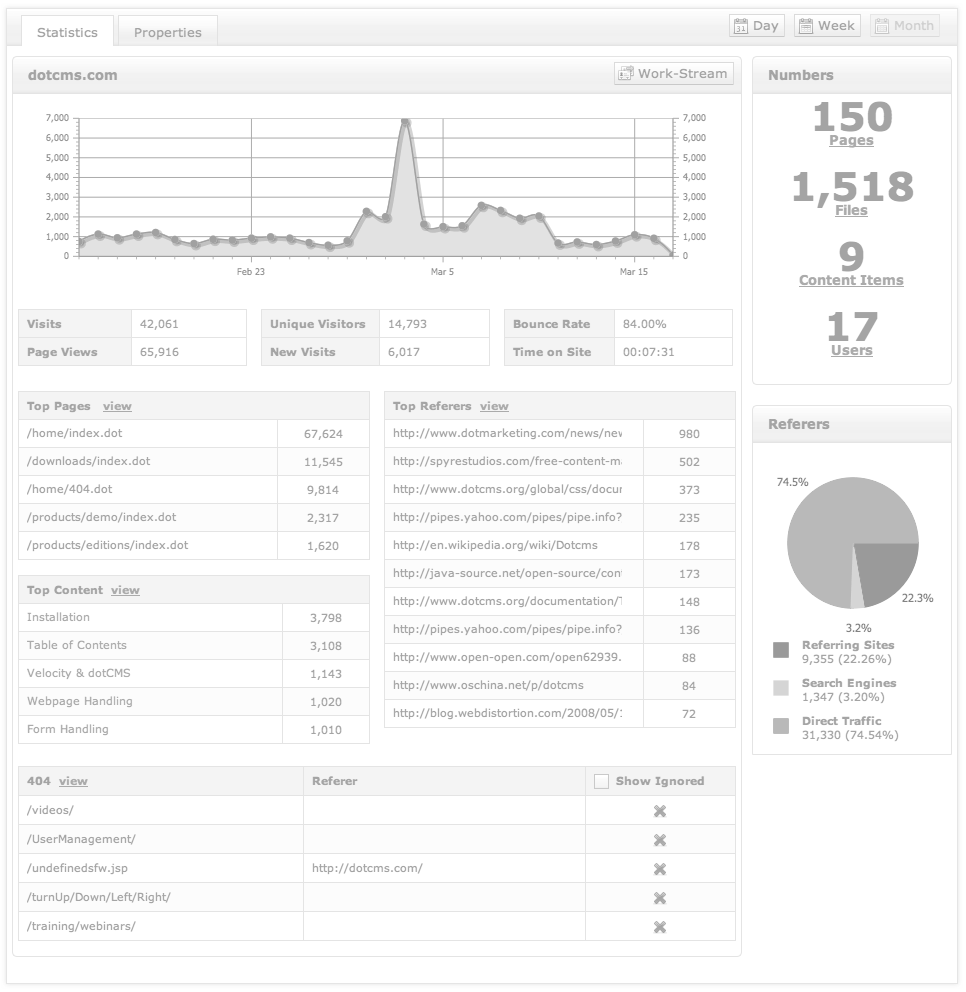 Statistics Properties Day Week Month
dotcms.com Work-Stream
7,000 7,000
6,000 6,000
5,000 5,000
4,000 4,000
3,000 3,000
2,000 2,000
1,000 1,000
0 0
Feb 23 Mar 5 Mar 15
Visits 42,061 Unique Visitors 14,793 Bounce Rate 84.00%
Page Views 65,916 New Visits 6,017 Time on Site 00:07:31
Top Pages view
/home/index.dot 67,624
/downloads/index.dot 11,545
/home/404.dot 9,814
/products/demo/index.dot 2,317
/products/editions/index.dot 1,620
Top Content view
Installation 3,798
Table of Contents 3,108
Velocity & dotCMS 1,143
Webpage Handling 1,020
Form Handling 1,010
Top Referers view
http://www.dotmarketing.com/news/nev 980
http://spyrestudios.com/free-content-m 502
http://www.dotcms.org/global/css/docur 373
http://pipes.yahoo.com/pipes/pipe.info? 235
http://en.wikipedia.org/wiki/Dotcms 178
http://java-source.net/open-source/con 173
http://www.dotcms.org/documentation/T 148
http://pipes.yahoo.com/pipes/pipe.info? 136
http://www.open-open.com/open62939. 88
http://www.oschina.net/p/dotcms 84
http://blog.webdistortion.com/2008/05/ 72
404 view Referer Show Ignored
/videos/
/UserManagement/
/undefinedsfw.jsp http://dotcms.com/
/turnUp/Down/Left/Right/
/training/webinars/
Numbers
150
Pages
1,518
Files
9
Content Items
17
Users
Referers
74.5%
22.3%
3.2%
Referring Sites
9,355 (22.26%)
Search Engines
1,347 (3.20%)
Direct Traffic
31,330 (74.54%)